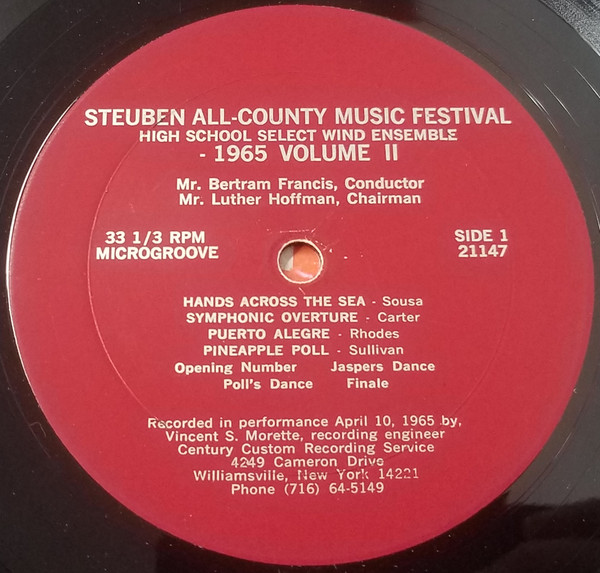 STEUBEN ALL-COUNTY MUSIC FESTIVAL
HIGH SCHOOL SELECT WIND ENSEMBLE
- 1965 VOLUME II
Mr. Bertram Francis, Conductor
Mr. Luther Hoffman, Chairman
33 1/3 RPM
MICROGROOVE
SIDE 1
21147
HANDS ACROSS THE SEA - Sousa
SYMPHONIC OVERTURE - Carter
PUERTO ALEGRE - Rhodes
PINEAPPLE POLL - Sullivan
Opening Number Jaspers Dance
Poll's Dance Finale
Recorded in performance April 10, 1965 by,
Vincent S. Morette, recording engineer
Century Custom Recording Service
4249 Cameron Drive
Williamsville, New York 14221
Phone (716) 64-5149